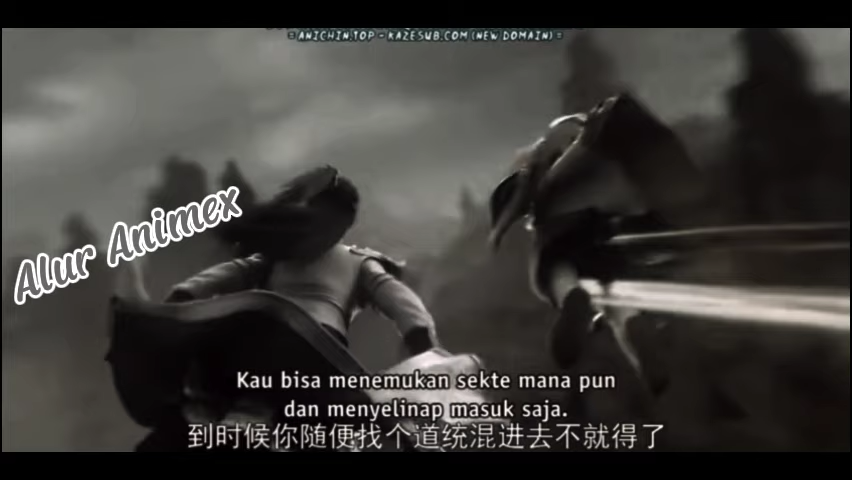 = ANICHIN.TOP - KAZESUB.COM (NEW DOMAIN) =
Alur Animex
Kau bisa menemukan sekte mana pun
dan menyelinap masuk saja.
到时候你随便找个道统混进去不就得了